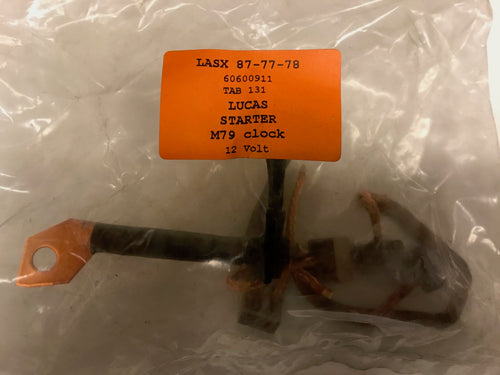 LASX 87-77-78
60600911
TAB 131
LUCAS
STARTER
M79 clock
12 Volt